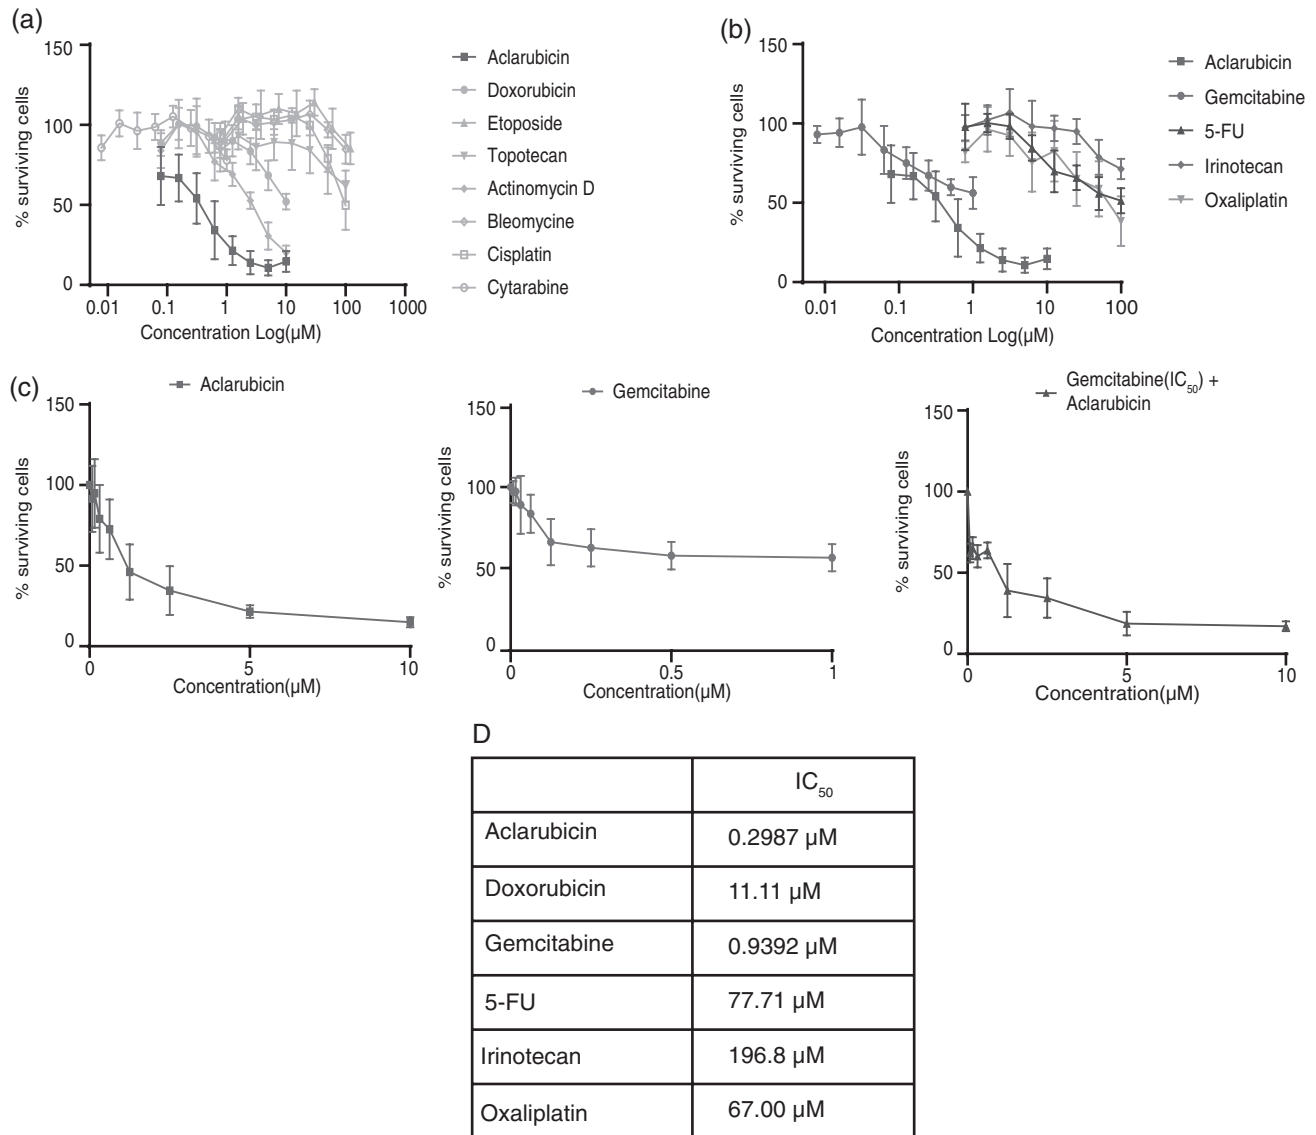 (a)
150
100
50
0
% surviving cells
0.01 0.1 1 10 100 1000
Concentration Log(µM)
Aclarubicin
Doxorubicin
Etoposide
Topotecan
Actinomycin D
Bleomycine
Cisplatin
Cytarabine
(b)
150
100
50
0
% surviving cells
0.01 0.1 1 10 100
Concentration Log(µM)
Aclarubicin
Gemcitabine
5-FU
Irinotecan
Oxaliplatin
(c)
Aclarubicin
150
100
50
0
% surviving cells
0 5 10
Concentration(µM)
Gemcitabine
150
100
50
0
% surviving cells
0 0.5 1
Concentration(µM)
Gemcitabine(IC50) +
Aclarubicin
150
100
50
0
% surviving cells
0 5 10
Concentration(µM)
D
IC50
Aclarubicin 0.2987 µM
Doxorubicin 11.11 µM
Gemcitabine 0.9392 µM
5-FU 77.71 µM
Irinotecan 196.8 µM
Oxaliplatin 67.00 µM